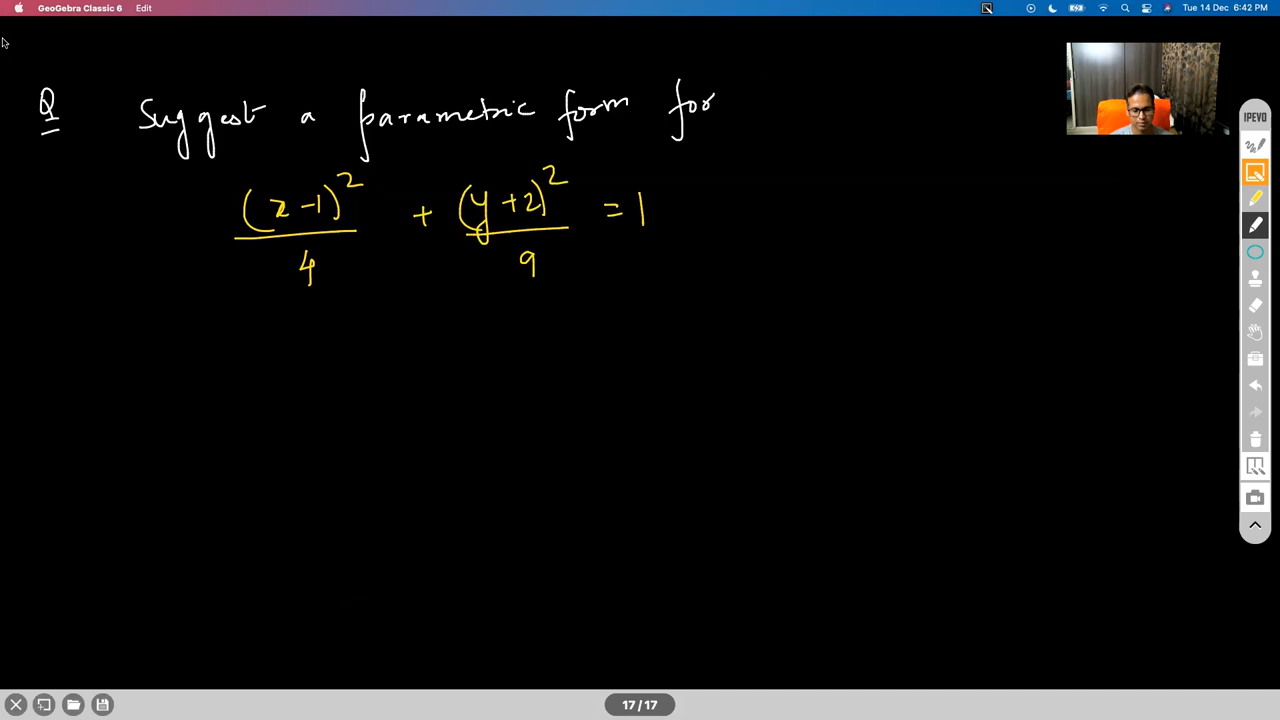 GeoGebra Classic 6 Edit Tue 14 Dec 6:42 PM
Q Suggest a parametric form for
(x-1)²/4 + (y+2)²/9 = 1
IPEVO
17/17